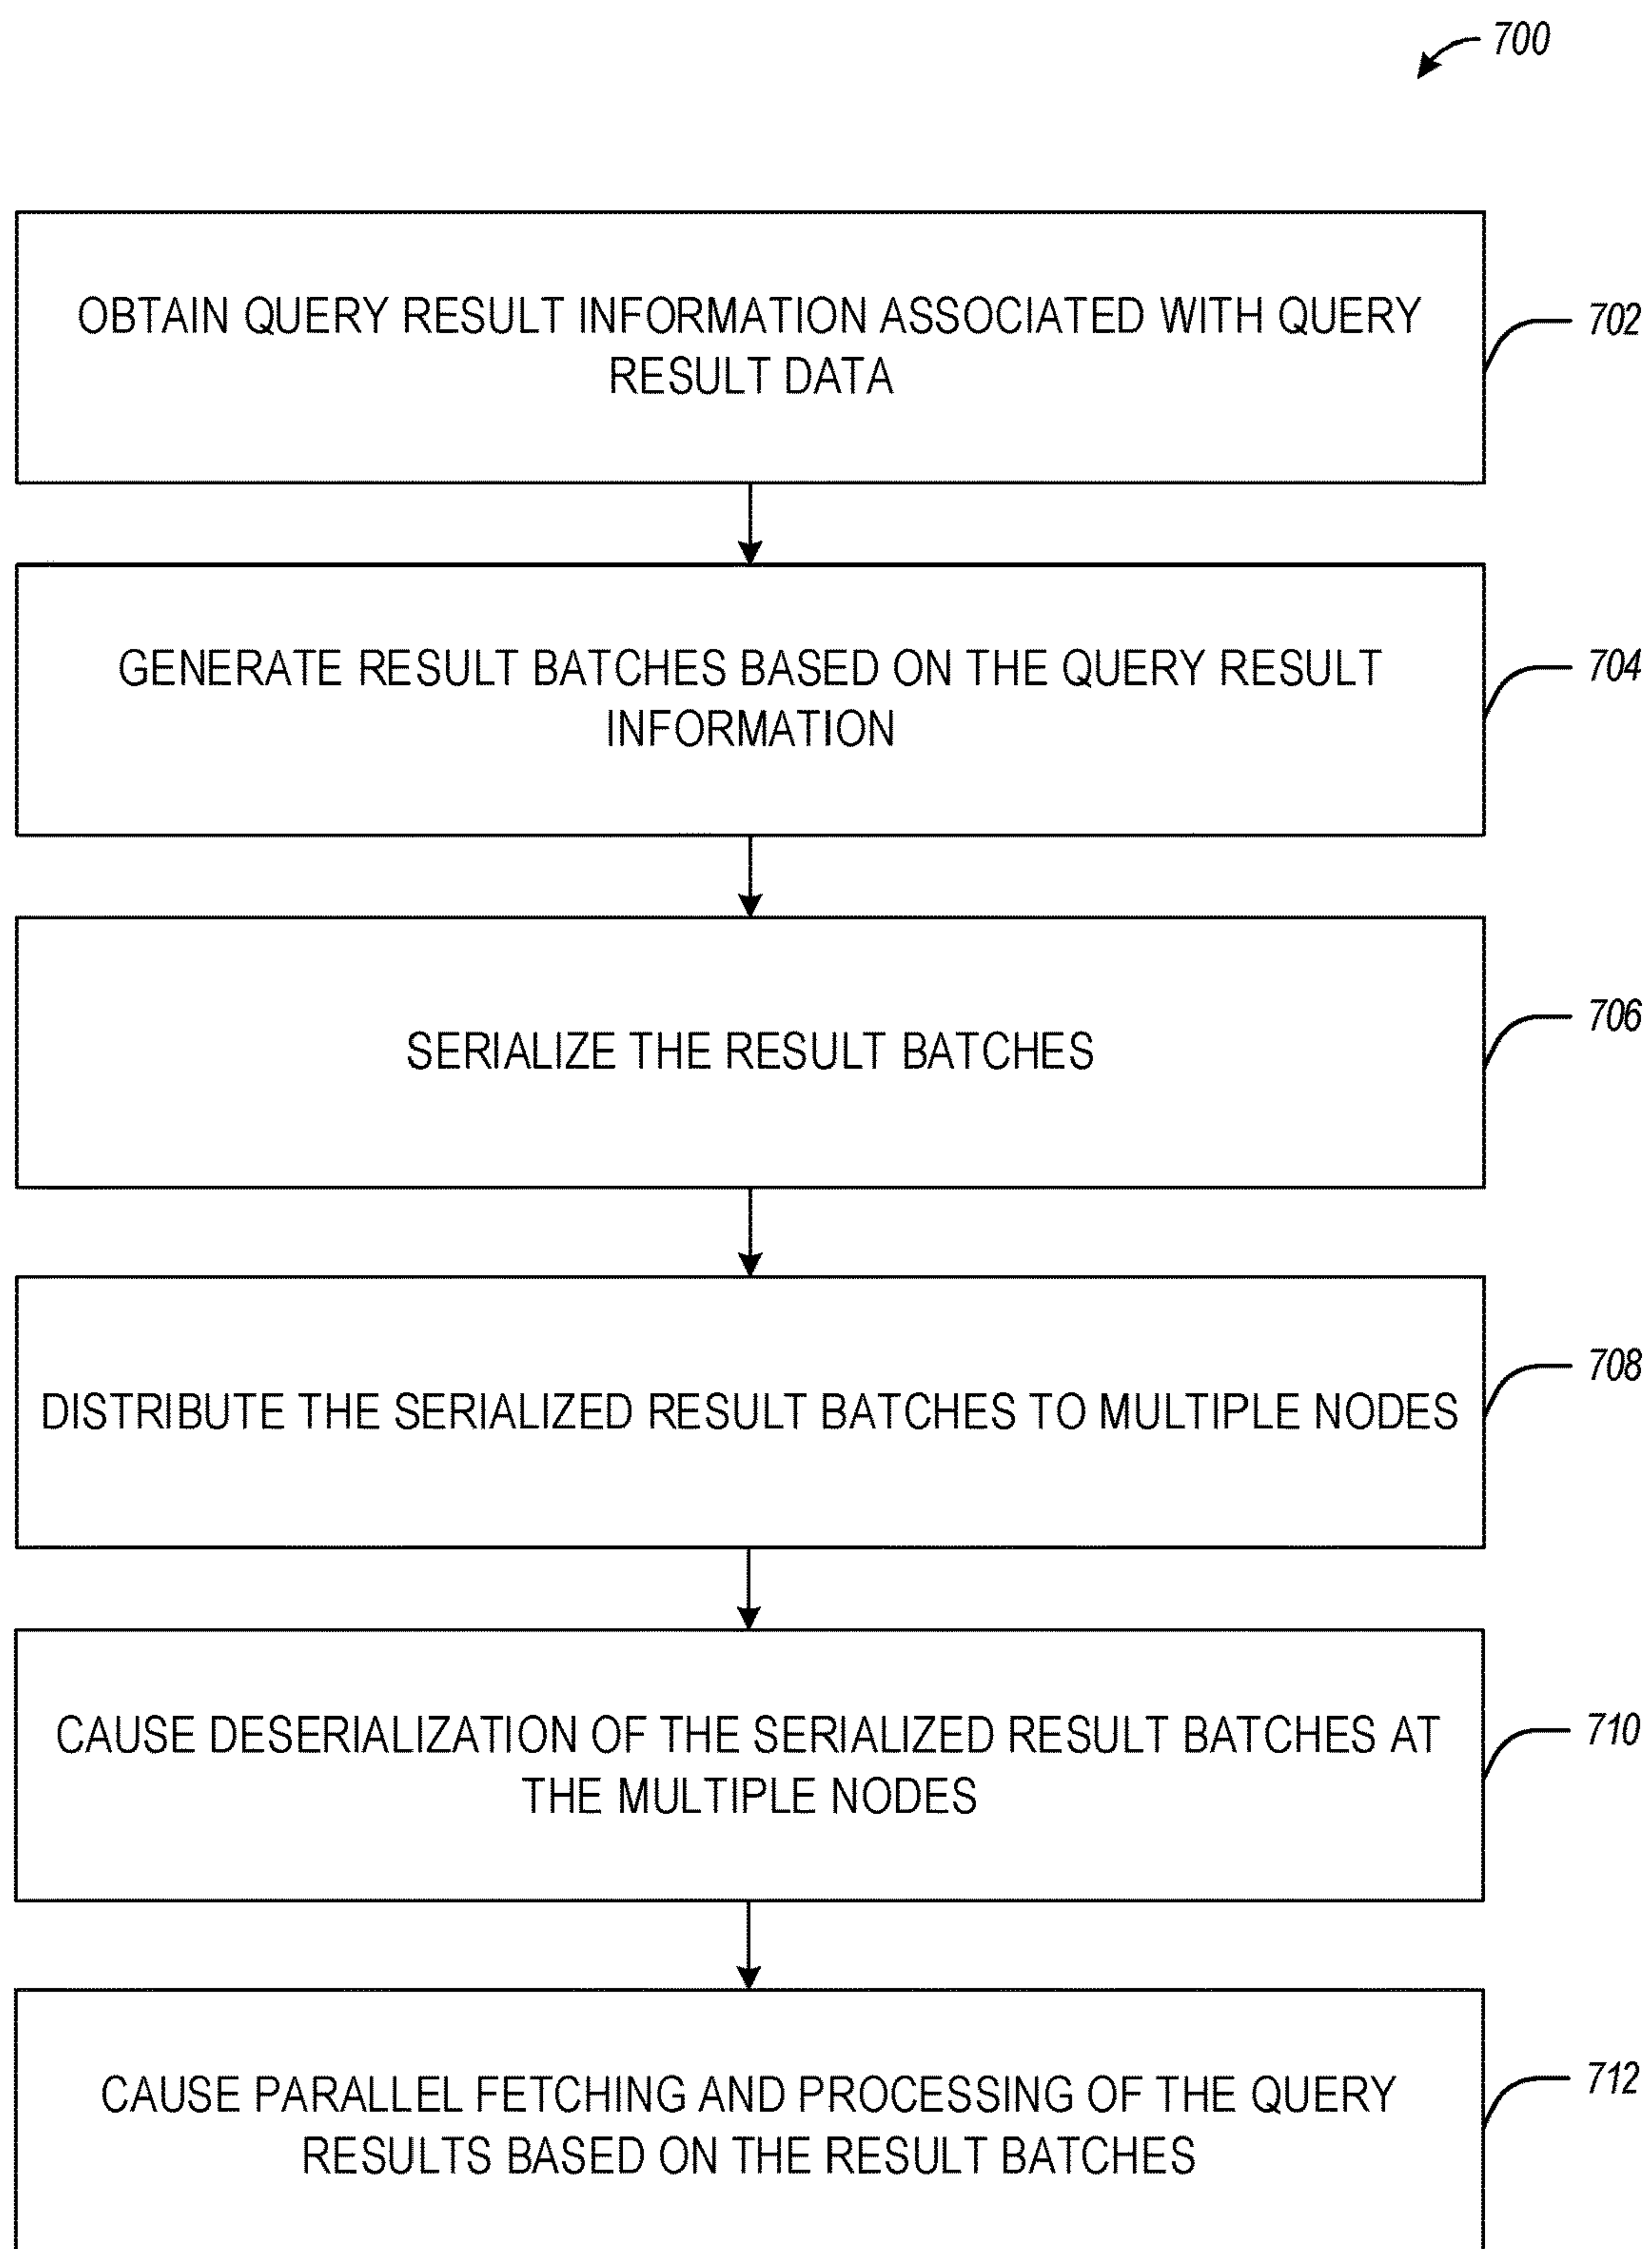 700
OBTAIN QUERY RESULT INFORMATION ASSOCIATED WITH QUERY
RESULT DATA
702
GENERATE RESULT BATCHES BASED ON THE QUERY RESULT
INFORMATION
704
SERIALIZE THE RESULT BATCHES
706
DISTRIBUTE THE SERIALIZED RESULT BATCHES TO MULTIPLE NODES
708
CAUSE DESERIALIZATION OF THE SERIALIZED RESULT BATCHES AT
THE MULTIPLE NODES
710
CAUSE PARALLEL FETCHING AND PROCESSING OF THE QUERY
RESULTS BASED ON THE RESULT BATCHES
712